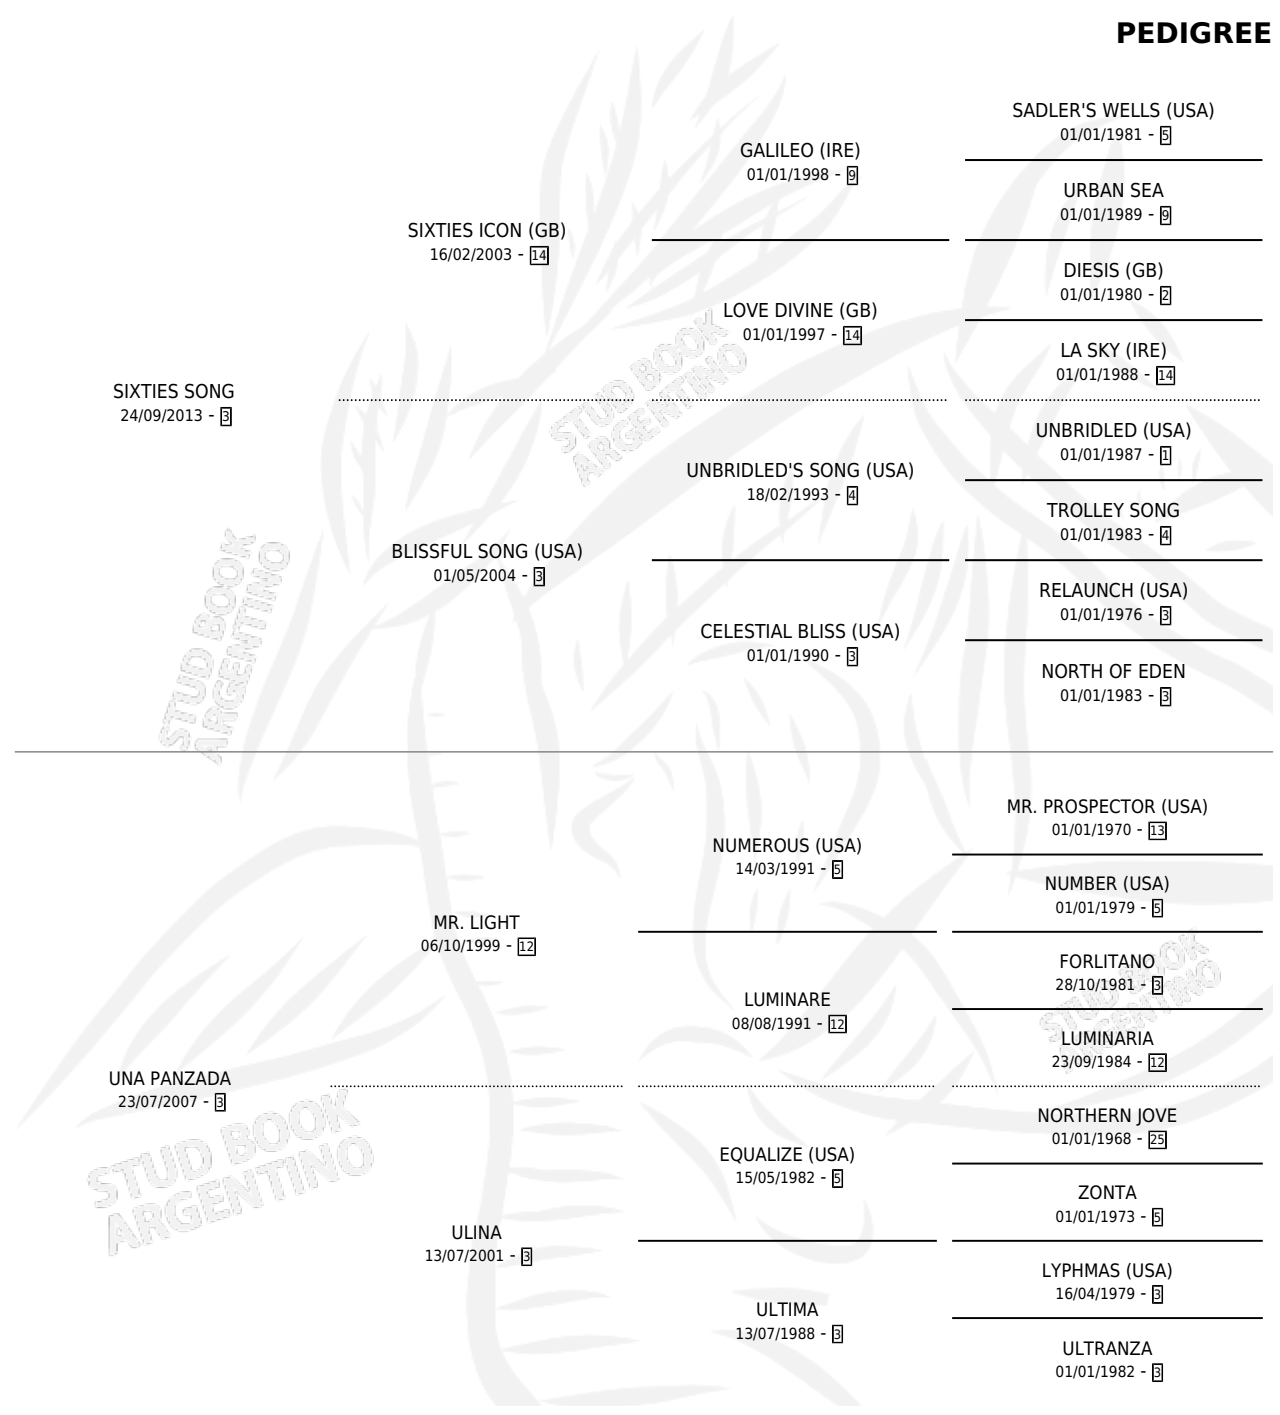 PEDIGREE
SADLER'S WELLS (USA)
01/01/1981 - 5
GALILEO (IRE)
01/01/1998 - 9
URBAN SEA
01/01/1989 - 9
SIXTIES ICON (GB)
16/02/2003 - 14
DIESIS (GB)
01/01/1980 - 2
LOVE DIVINE (GB)
01/01/1997 - 14
LA SKY (IRE)
01/01/1988 - 14
SIXTIES SONG
24/09/2013 - 3
STUD BOOK
ARGENTINO
UNBRIDLED (USA)
01/01/1987 - 1
UNBRIDLED'S SONG (USA)
18/02/1993 - 4
TROLLEY SONG
01/01/1983 - 4
BLISSFUL SONG (USA)
01/05/2004 - 3
RELAUNCH (USA)
01/01/1976 - 3
CELESTIAL BLISS (USA)
01/01/1990 - 3
NORTH OF EDEN
01/01/1983 - 3
STUD BOOK
ARGENTINO
MR. PROSPECTOR (USA)
01/01/1970 - 13
NUMEROUS (USA)
14/03/1991 - 5
NUMBER (USA)
01/01/1979 - 5
MR. LIGHT
06/10/1999 - 12
FORLITANO
28/10/1981 - 3
LUMINARE
08/08/1991 - 12
STUD BOOK
ARGENTINO
LUMINARIA
23/09/1984 - 12
UNA PANZADA
23/07/2007 - 3
NORTHERN JOVE
01/01/1968 - 25
STUD BOOK
ARGENTINO
EQUALIZE (USA)
15/05/1982 - 5
ZONTA
01/01/1973 - 5
ULINA
13/07/2001 - 3
LYPHMAS (USA)
16/04/1979 - 3
ULTIMA
13/07/1988 - 3
ULTRANZA
01/01/1982 - 3